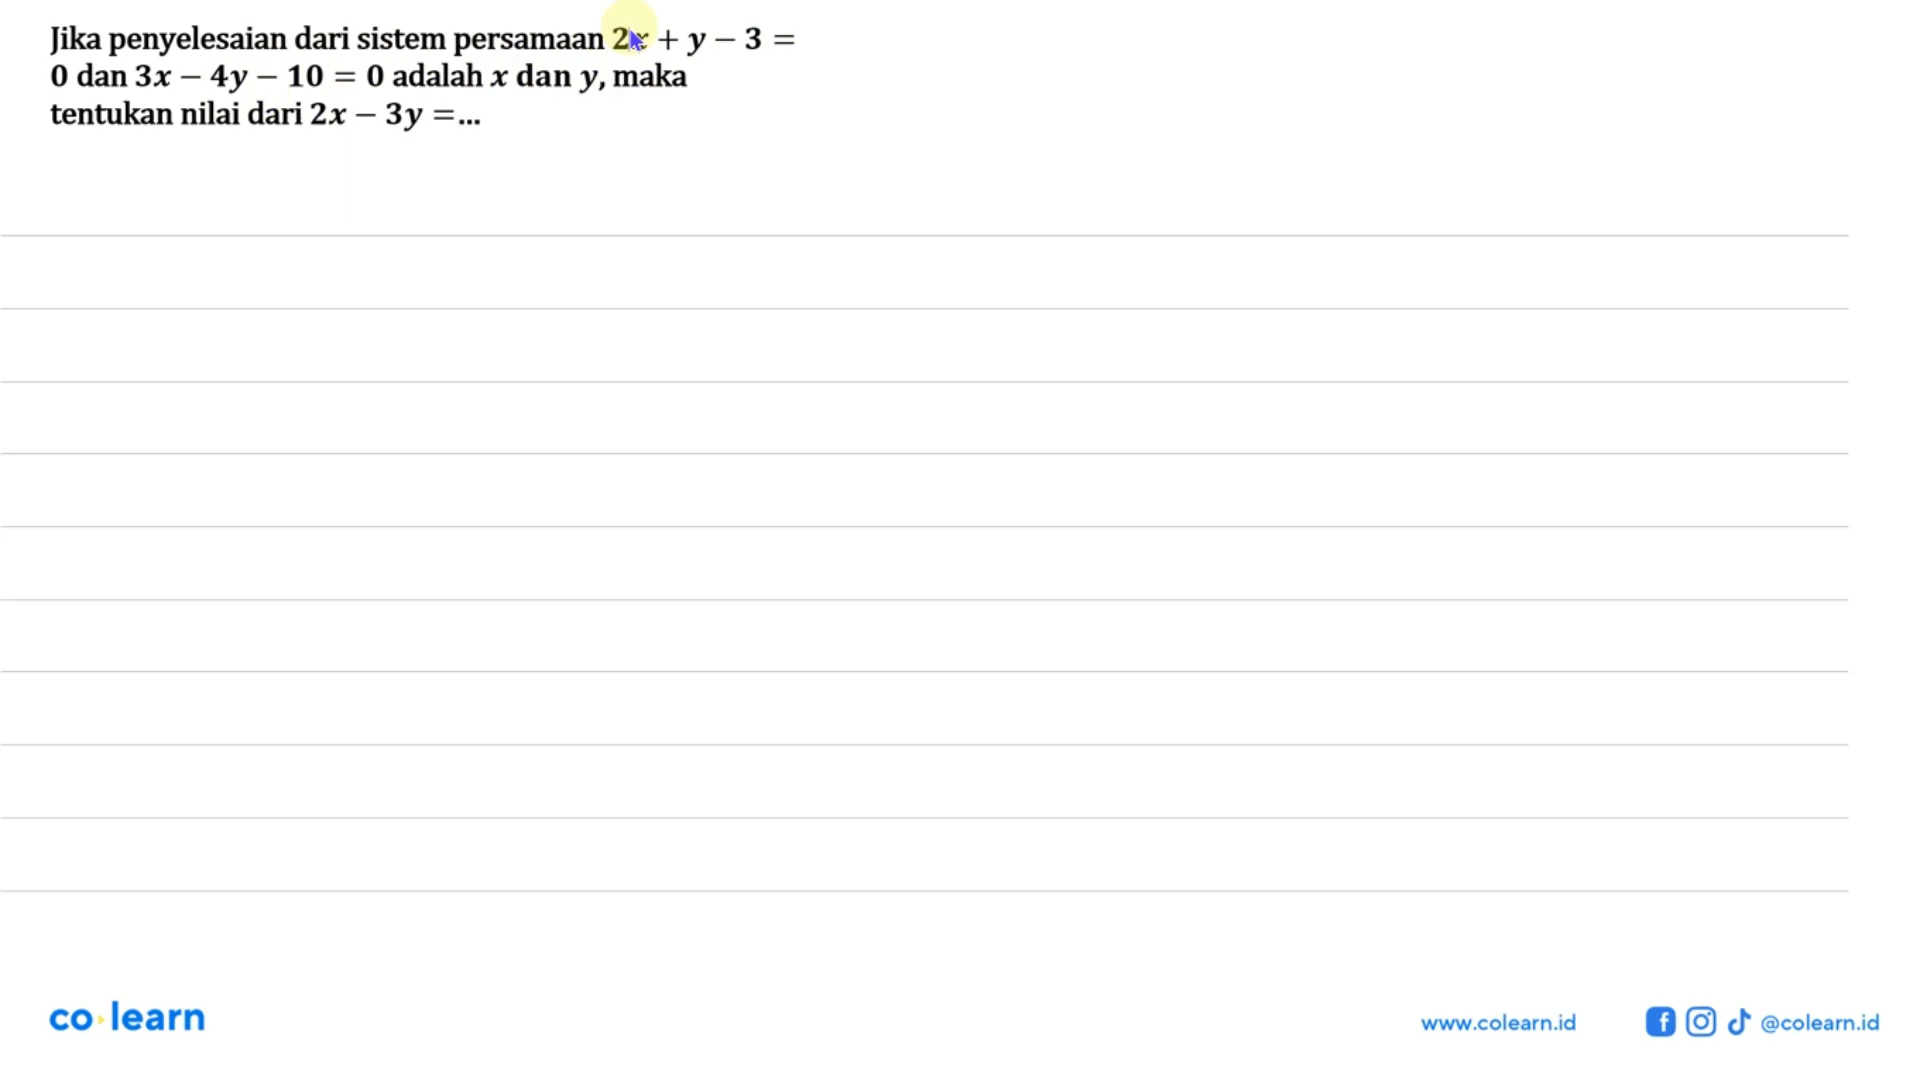 Jika penyelesaian dari sistem persamaan 2x + y − 3 =
0 dan 3x − 4y − 10 = 0 adalah x dan y, maka
tentukan nilai dari 2x − 3y =...
co learn
www.colearn.id
@colearn.id